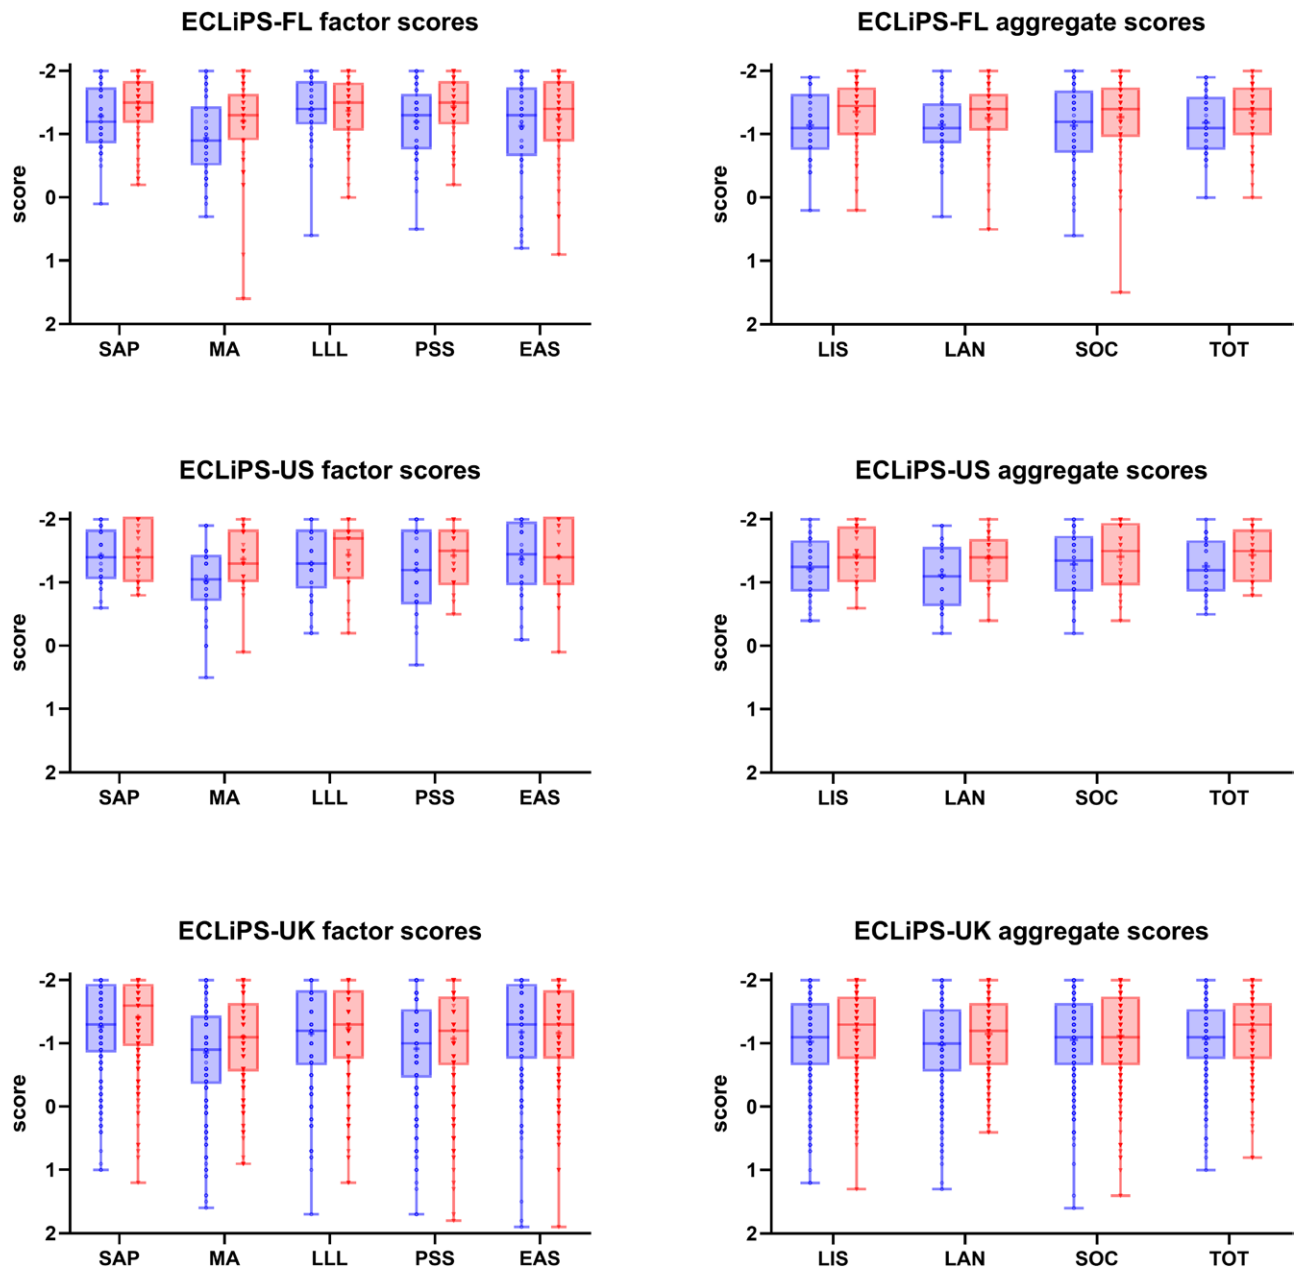 ECLiPS-FL factor scores
-2
-1
0
1
2
score
SAP MA LLL PSS EAS
ECLiPS-FL aggregate scores
-2
-1
0
1
2
score
LIS LAN SOC TOT
ECLiPS-US factor scores
-2
-1
0
1
2
score
SAP MA LLL PSS EAS
ECLiPS-US aggregate scores
-2
-1
0
1
2
score
LIS LAN SOC TOT
ECLiPS-UK factor scores
-2
-1
0
1
2
score
SAP MA LLL PSS EAS
ECLiPS-UK aggregate scores
-2
-1
0
1
2
score
LIS LAN SOC TOT